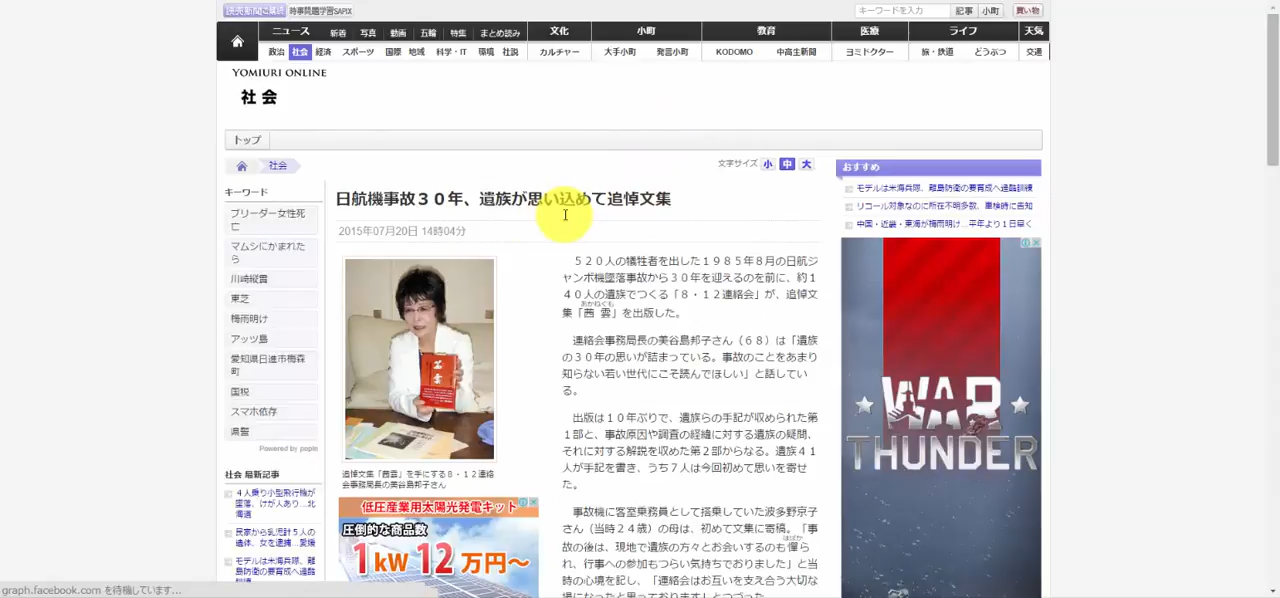 読売新聞ご購読 時事問題学習SAPIX
キーワードを入力 記事 小町 買い物
ニュース 新着 写真 動画 五輪 特集 まとめ読み 文化 小町 教育 医療 ライフ 天気
政治 社会 経済 スポーツ 国際 地域 科学・IT 環境 社説 カルチャー 大手小町 発言小町 KODOMO 中高生新聞 ヨミドクター 旅・鉄道 どうぶつ 交通
YOMIURI ONLINE
社会
トップ
社会
文字サイズ 小 中 大
キーワード
ブリーダー女性死
亡
マムシにかまれた
ら
川崎縦貫
東芝
梅雨明け
アッツ島
愛知県日進市梅森
町
国税
スマホ依存
県警
Powered by popIn
社会 最新記事
４人乗り小型飛行機が
墜落、けが人あり…北
海道
民家から乳児計５人の
遺体、女を逮捕…愛媛
モデルは米海兵隊、離
島防衛の要育成へ過酷
訓練
日航機事故３０年、遺族が思い込めて追悼文集
2015年07月20日 14時04分
追悼文集「茜雲」を手にする８・１２連絡
会事務局長の美谷島邦子さん
低圧産業用太陽光発電キット
圧倒的な商品数
1kW 12万円～
５２０人の犠牲者を出した１９８５年８月の日航ジ
ャンボ機墜落事故から３０年を迎えるのを前に、約１
４０人の遺族でつくる「８・１２連絡会」が、追悼文
あかねぐも
集「茜雲」を出版した。
連絡会事務局長の美谷島邦子さん（６８）は「遺族
の３０年の思いが詰まっている。事故のことをあまり
知らない若い世代にこそ読んでほしい」と話してい
る。
出版は１０年ぶりで、遺族らの手記が収められた第
１部と、事故原因や調査の経緯に対する遺族の疑問、
それに対する解説を収めた第２部からなる。遺族４１
人が手記を書き、うち７人は今回初めて思いを寄せ
た。
事故機に客室乗務員として搭乗していた波多野京子
さん（当時２４歳）の母は、初めて文集に寄稿。「事
はばか
故の後は、現地で遺族の方々とお会いするのも憚ら
れ、行事への参加もつらい気持ちでおりました」と当
時の心境を記し、「連絡会はお互いを支え合う大切な
場になったと思っております」とつづった。
おすすめ
モデルは米海兵隊、離島防衛の要育成へ過酷訓練
リコール対象なのに所在不明多数、車検時に告知
中国・近畿・東海が梅雨明け…平年より１日早く
WAR
THUNDER
graph.facebook.com を待機しています...